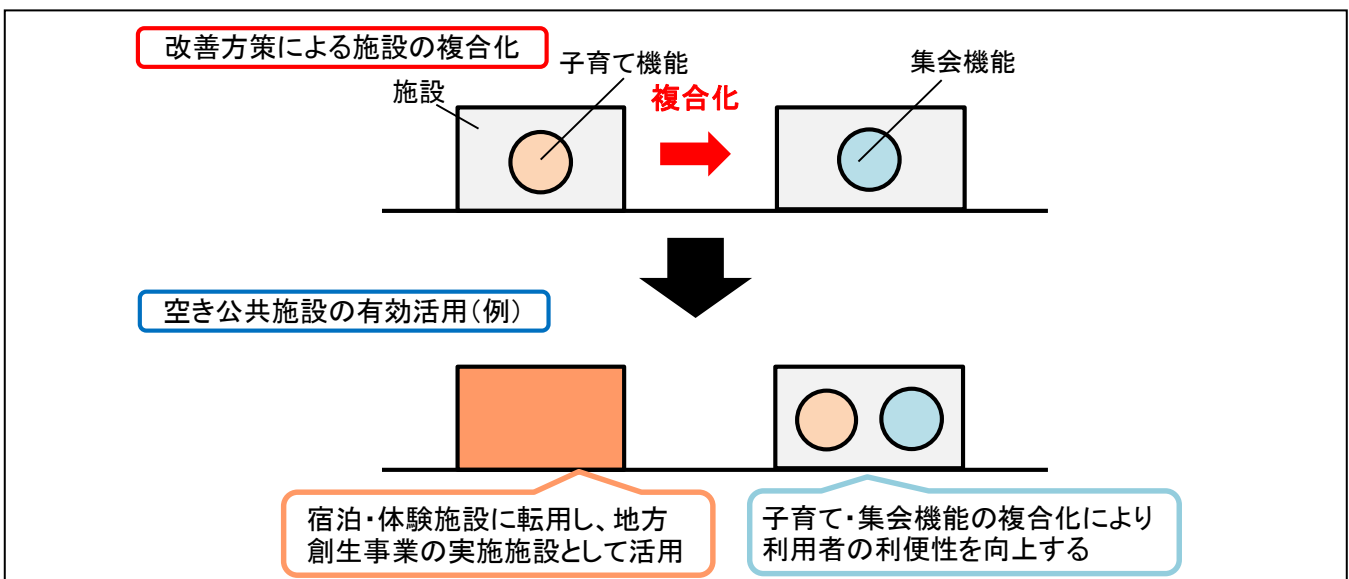 改善方策による施設の複合化
子育て機能
集会機能
施設
複合化
空き公共施設の有効活用(例)
宿泊・体験施設に転用し、地方
創生事業の実施施設として活用
子育て・集会機能の複合化により
利用者の利便性を向上する